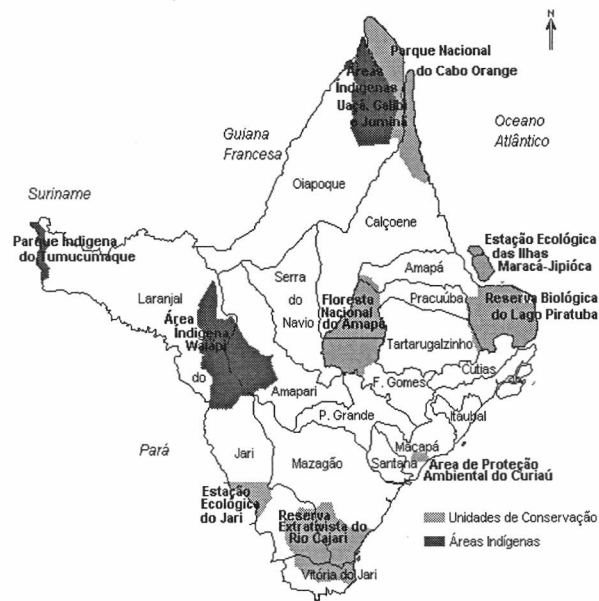 N
Parque Nacional
do Cabo Orange
Áreas
Indígenas
Uaçá, Galibi
e Juminã
Oceano
Atlântico
Guiana
Francesa
Oiapoque
Suriname
Calçoene
Parque Indígena
do Tumucumaque
Estação Ecológica
das Ilhas
Maracá-Jipióca
Amapá
Serra
do
Navio
Laranjal
do
Jari
Floresta
Nacional
do Amapá
Pracuúba
Reserva Biológica
do Lago Piratuba
Área
Indígena
Waiapi
Tartarugalzinho
Cutias
F. Gomes
Amapari
Itaubal
P. Grande
Macapá
Pará
Mazagão
Santana
Área de Proteção
Ambiental do Curiaú
Estação
Ecológica
do Jari
Reserva
Extrativista do
Rio Cajari
Vitória do Jari
Unidades de Conservação
Áreas Indígenas